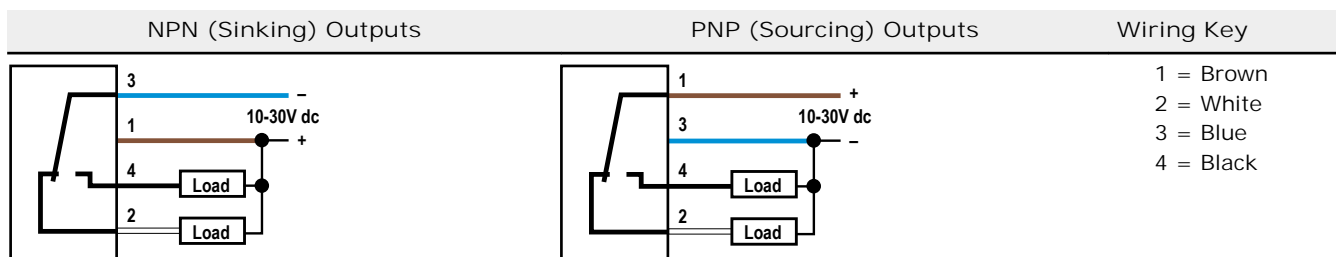 NPN (Sinking) Outputs
PNP (Sourcing) Outputs
Wiring Key
3
–
10-30V dc
1
+
4
Load
2
Load
1
+
10-30V dc
3
–
4
Load
2
Load
1 = Brown
2 = White
3 = Blue
4 = Black